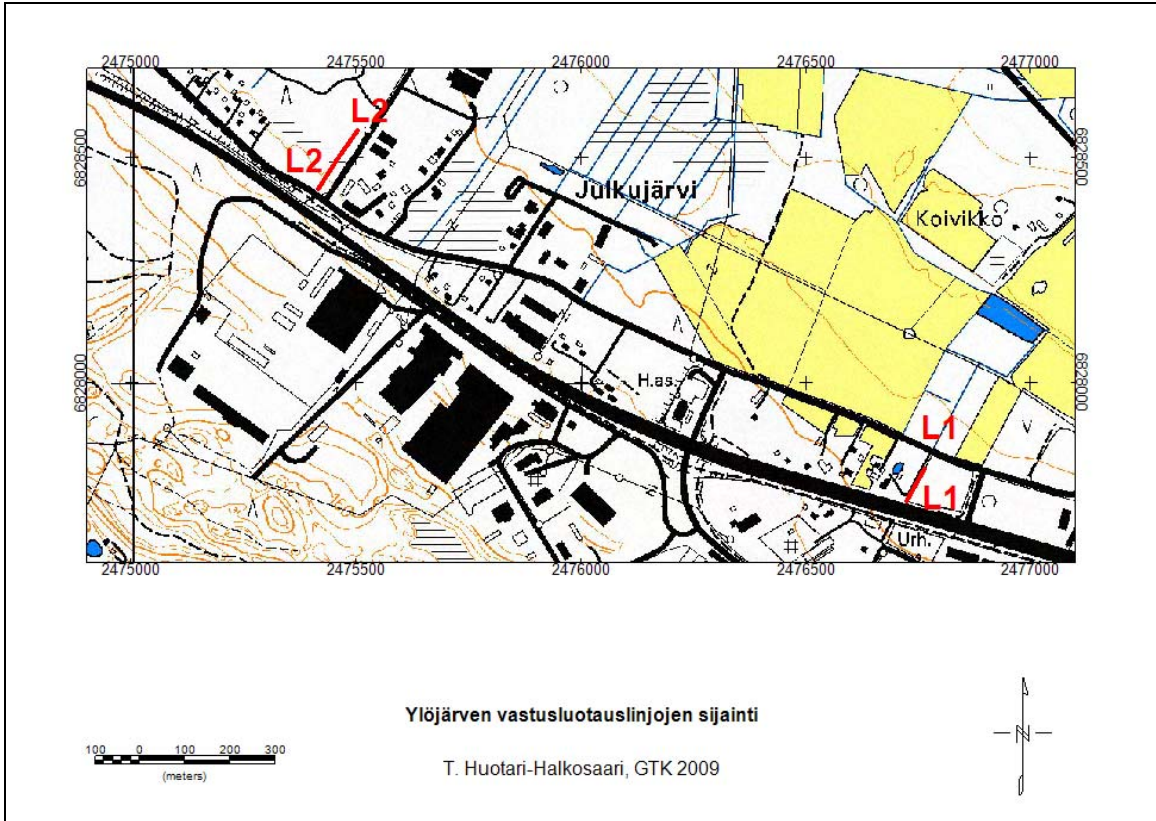 2475000 2475500 2476000 2476500 2477000
L2
L2
6828500
6828500
Julkujärvi
Koivikko
6828000
6828000
H.as.
L1
L1
Urh.
2475000 2475500 2476000 2476500 2477000
Ylöjärven vastusluotauslinjojen sijainti
T. Huotari-Halkosaari, GTK 2009
100 0 100 200 300
(meters)
N